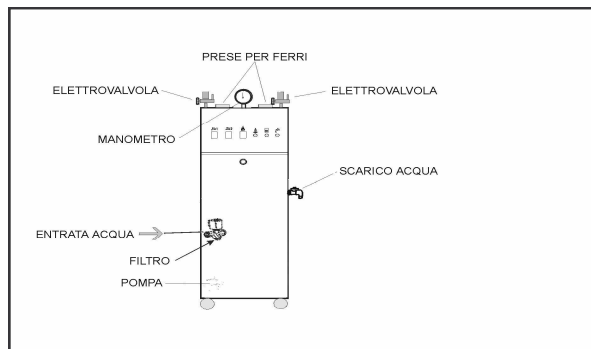 PRESE PER FERRI
ELETTROVALVOLA
ELETTROVALVOLA
MANOMETRO
SCARICO ACQUA
ENTRATA ACQUA
FILTRO
POMPA